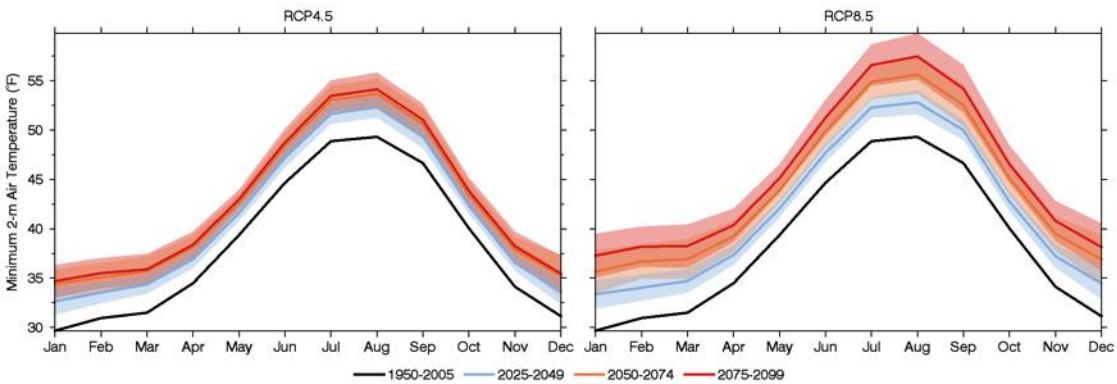 RCP4.5
RCP8.5
Minimum 2-m Air Temperature (°F)
55
50
45
40
35
30
Jan Feb Mar Apr May Jun Jul Aug Sep Oct Nov Dec
Jan Feb Mar Apr May Jun Jul Aug Sep Oct Nov Dec
1950-2005 2025-2049 2050-2074 2075-2099